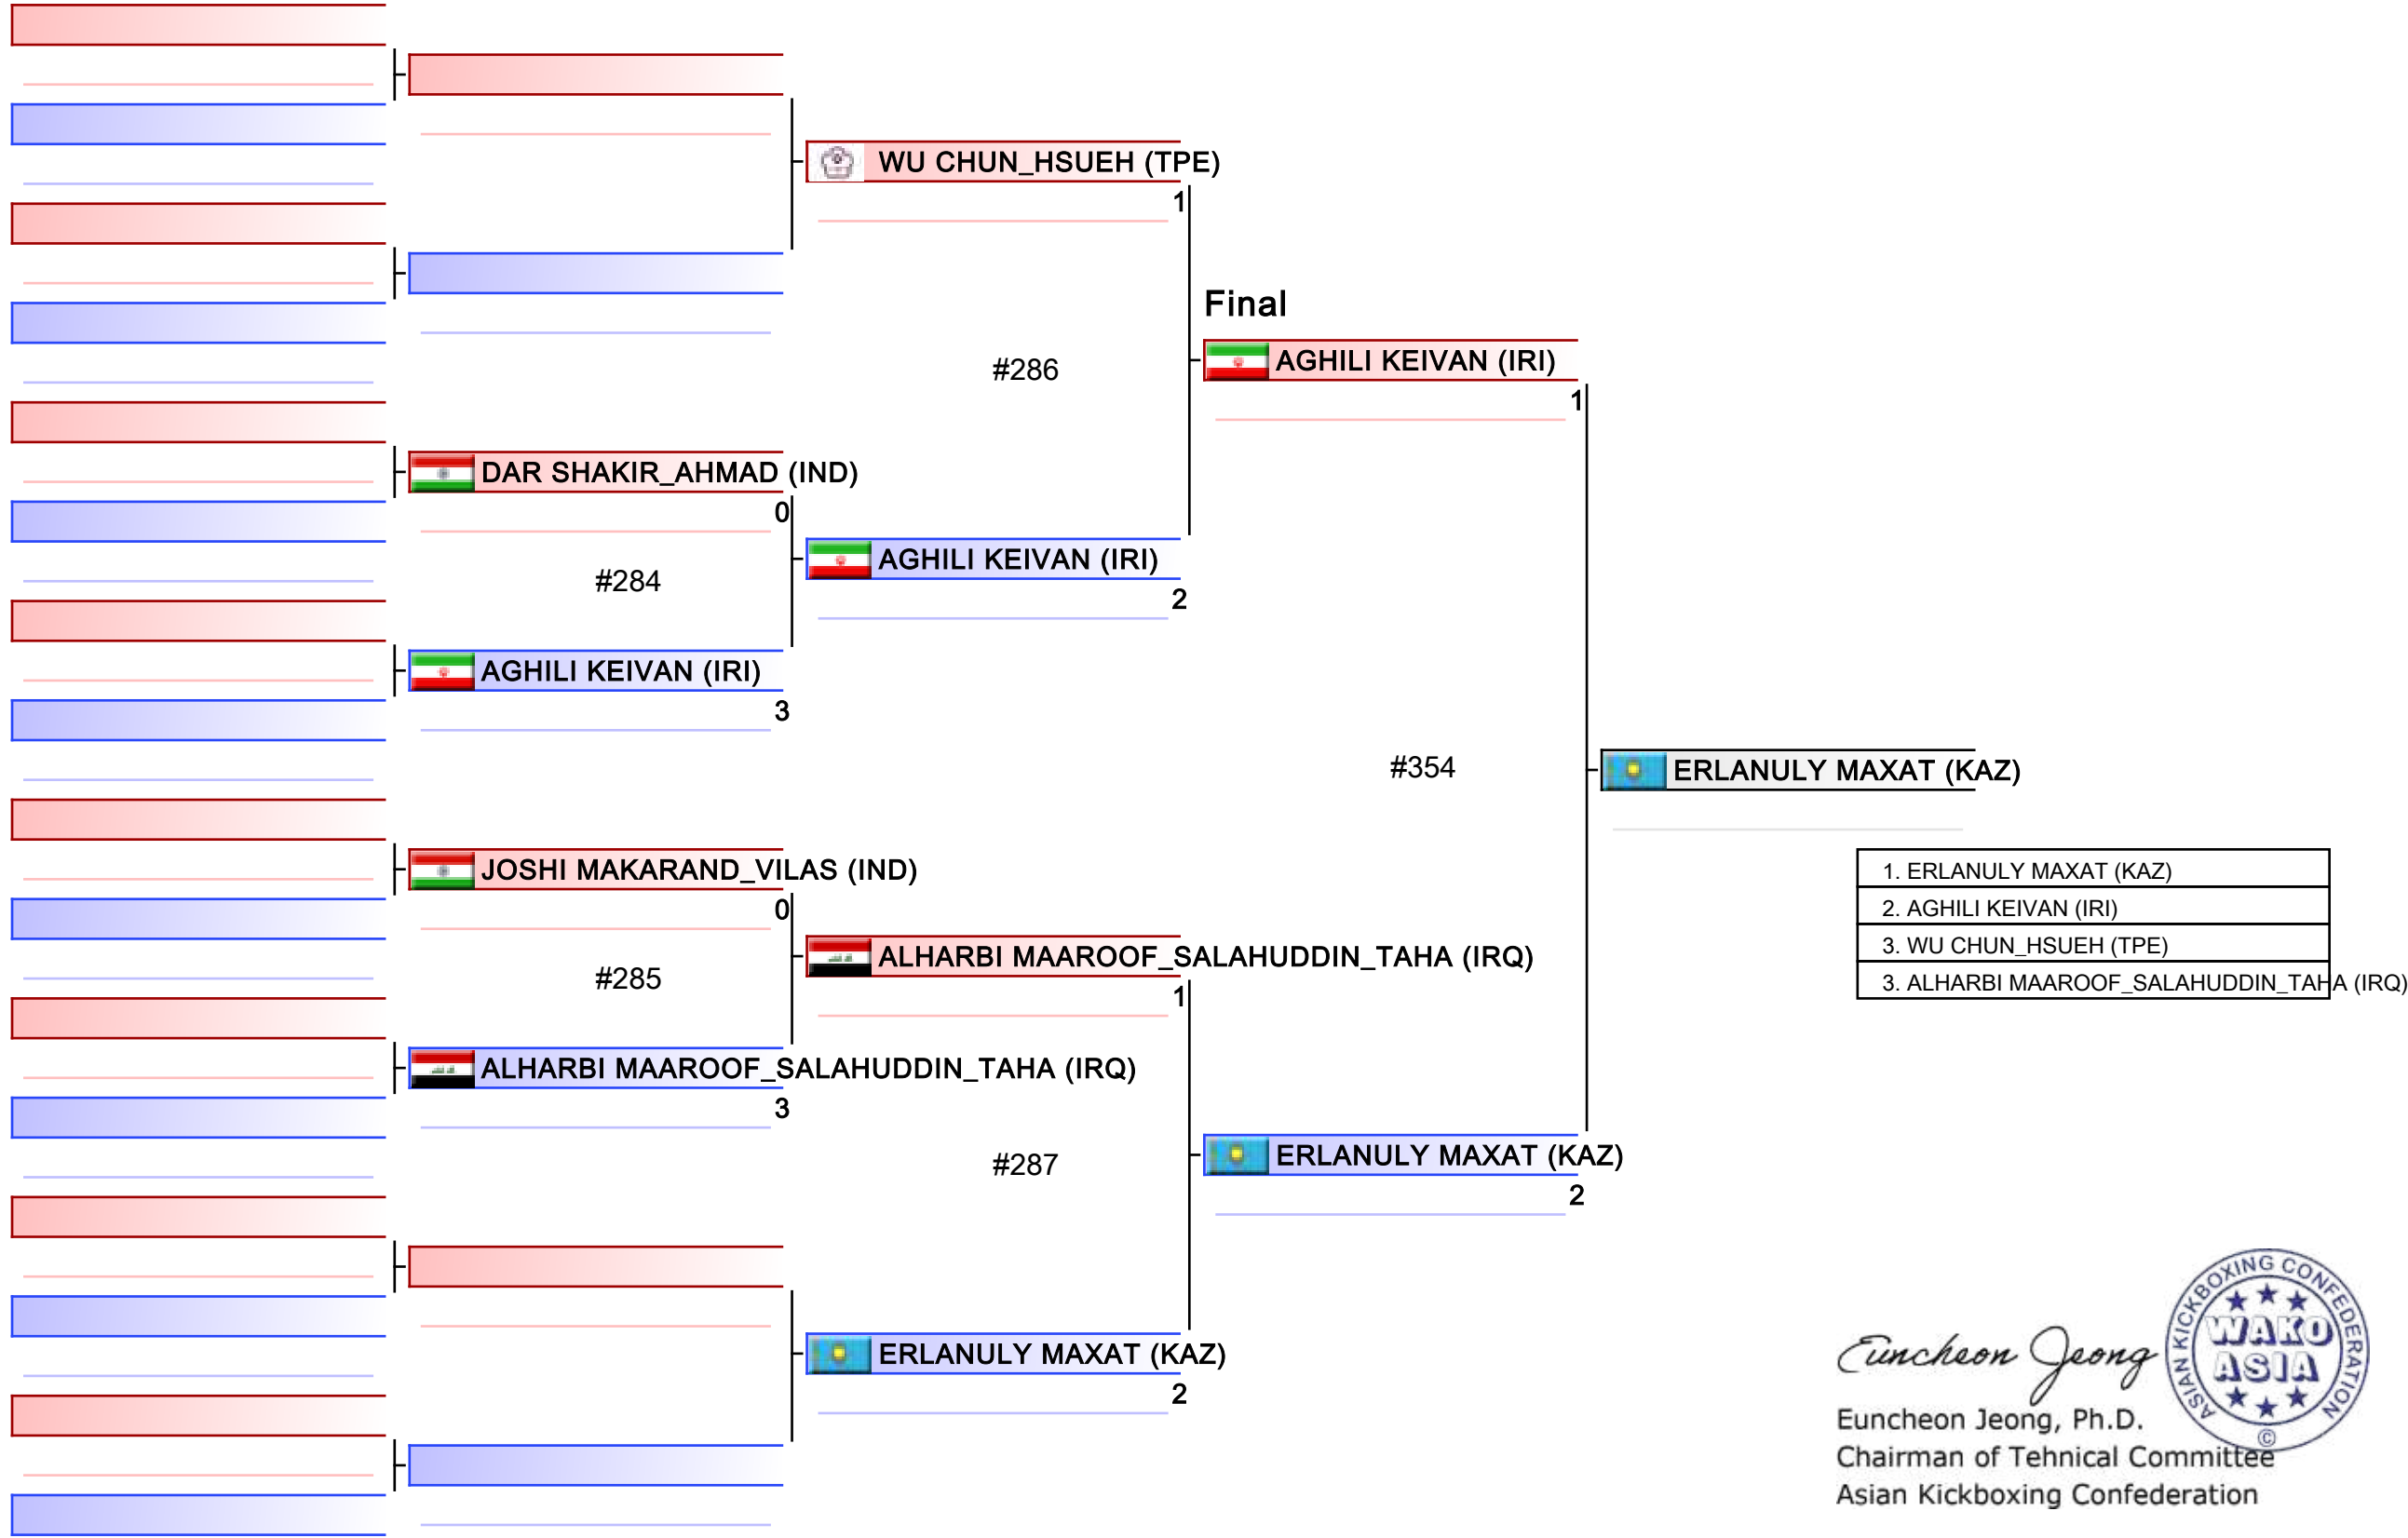 WU CHUN_HSUEH (TPE)
1
Final
#286
AGHILI KEIVAN (IRI)
1
DAR SHAKIR_AHMAD (IND)
0
#284
AGHILI KEIVAN (IRI)
2
AGHILI KEIVAN (IRI)
3
#354
ERLANULY MAXAT (KAZ)
JOSHI MAKARAND_VILAS (IND)
0
#285
ALHARBI MAAROOF_SALAHUDDIN_TAHA (IRQ)
1
ALHARBI MAAROOF_SALAHUDDIN_TAHA (IRQ)
3
#287
ERLANULY MAXAT (KAZ)
2
ERLANULY MAXAT (KAZ)
2
1. ERLANULY MAXAT (KAZ)
2. AGHILI KEIVAN (IRI)
3. WU CHUN_HSUEH (TPE)
3. ALHARBI MAAROOF_SALAHUDDIN_TAHA (IRQ)
Euncheon Jeong
ASIAN KICKBOXING CONFEDERATION
WAKO
ASIA
©
Euncheon Jeong, Ph.D.
Chairman of Tehnical Committee
Asian Kickboxing Confederation